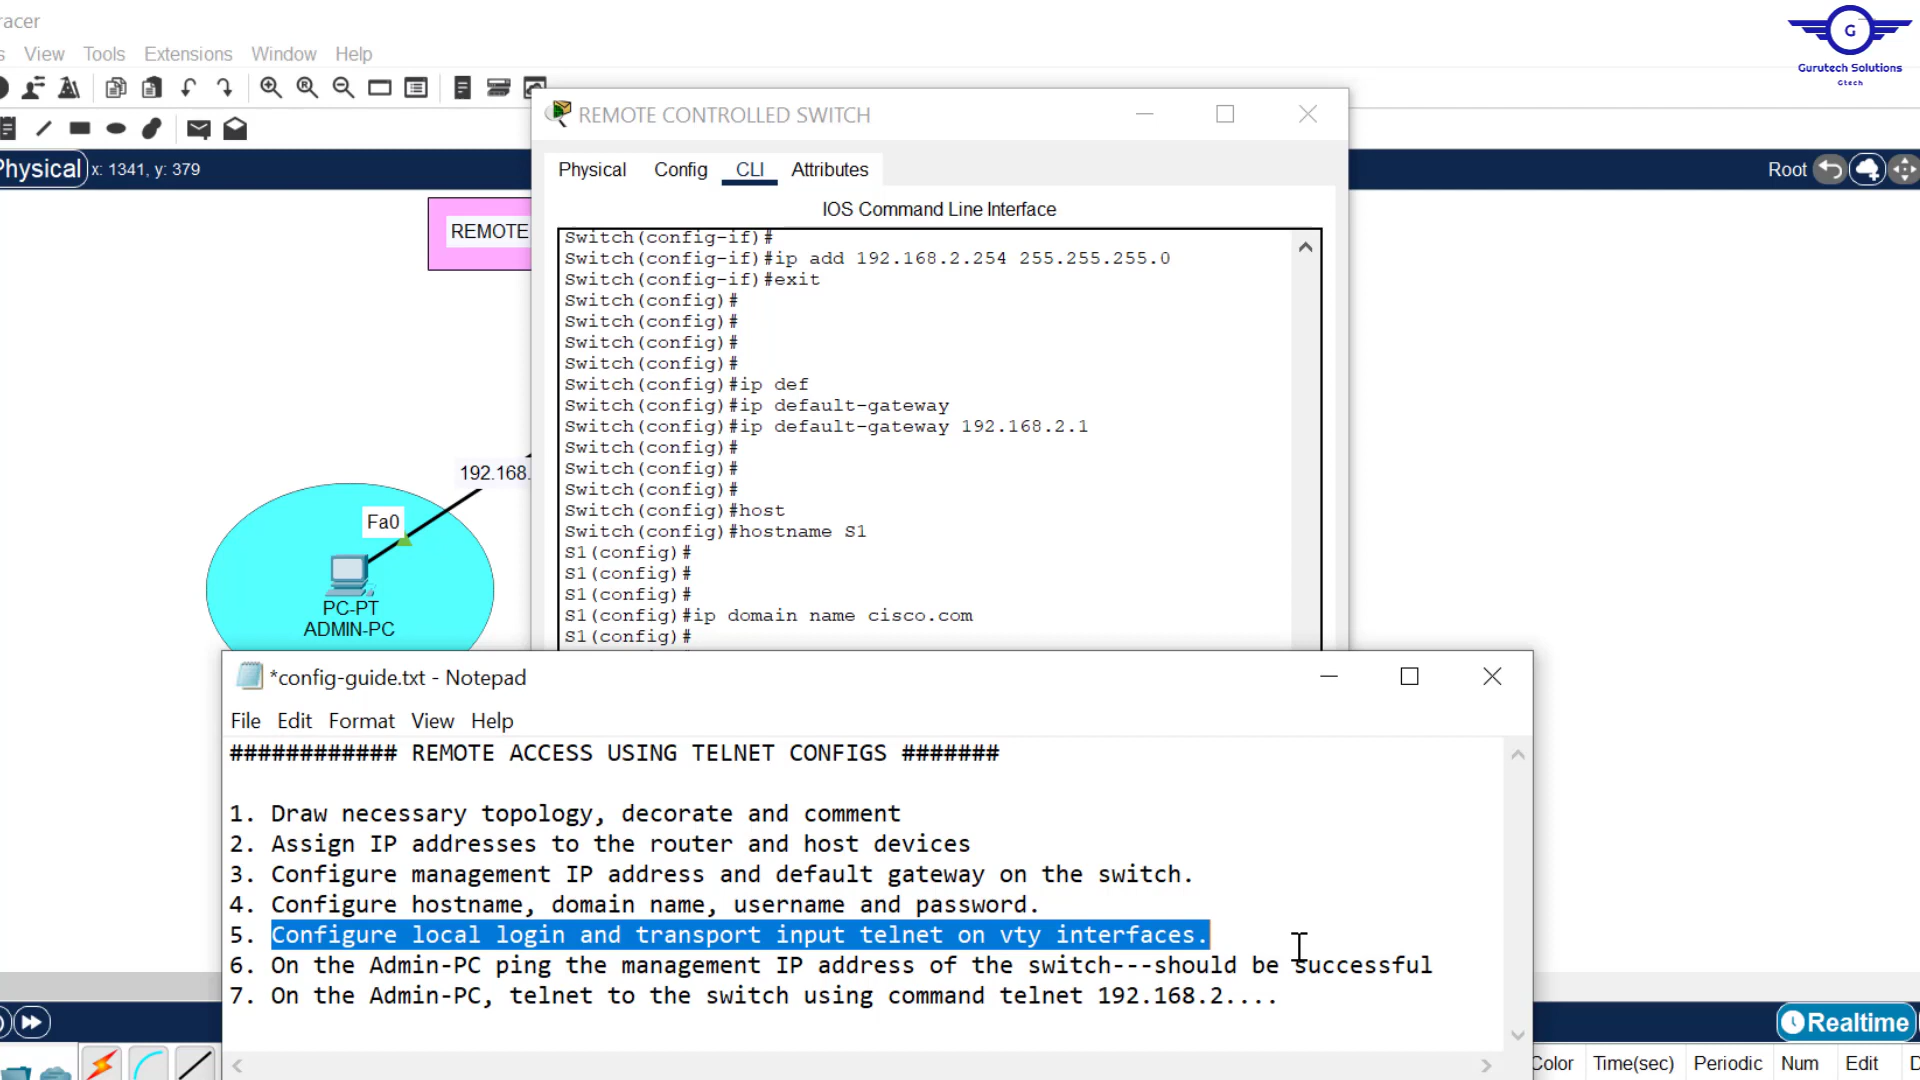 racer
G
Gurutech Solutions
Gtech
s View Tools Extensions Window Help
REMOTE CONTROLLED SWITCH
Physical x: 1341, y: 379
Root
Physical Config CLI Attributes
IOS Command Line Interface
REMOTE
Switch(config-if)#
Switch(config-if)#ip add 192.168.2.254 255.255.255.0
Switch(config-if)#exit
Switch(config)#
Switch(config)#
Switch(config)#
Switch(config)#
Switch(config)#ip def
Switch(config)#ip default-gateway
Switch(config)#ip default-gateway 192.168.2.1
Switch(config)#
Switch(config)#
Switch(config)#
Switch(config)#host
Switch(config)#hostname S1
S1(config)#
S1(config)#
S1(config)#
S1(config)#ip domain name cisco.com
S1(config)#
192.168.
Fa0
PC-PT
ADMIN-PC
*config-guide.txt - Notepad
File Edit Format View Help
############ REMOTE ACCESS USING TELNET CONFIGS #######
1. Draw necessary topology, decorate and comment
2. Assign IP addresses to the router and host devices
3. Configure management IP address and default gateway on the switch.
4. Configure hostname, domain name, username and password.
5. Configure local login and transport input telnet on vty interfaces.
6. On the Admin-PC ping the management IP address of the switch---should be successful
7. On the Admin-PC, telnet to the switch using command telnet 192.168.2....
Realtime
Color Time(sec) Periodic Num Edit D